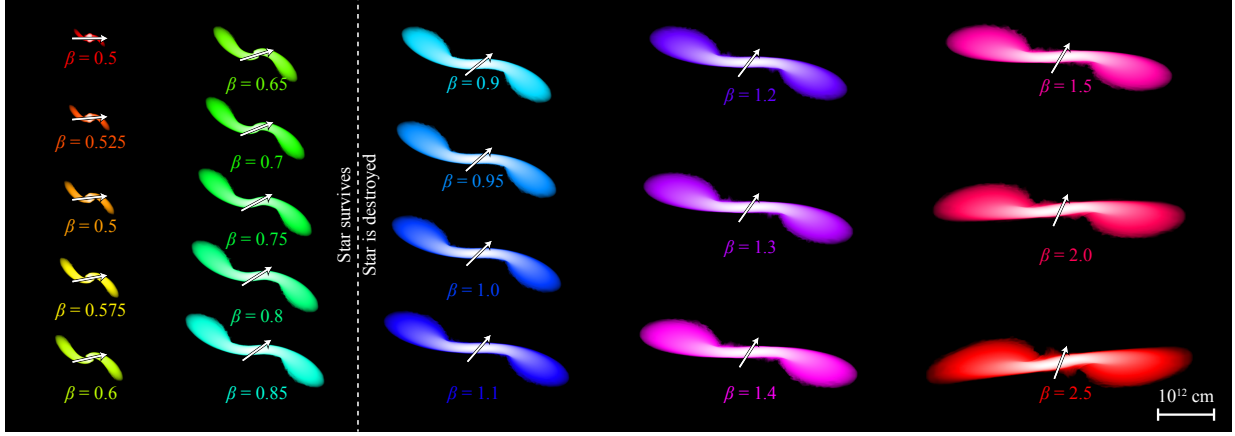 β = 0.5
β = 0.525
β = 0.5
β = 0.575
β = 0.6
β = 0.65
β = 0.7
β = 0.75
β = 0.8
β = 0.85
Star survives
Star is destroyed
β = 0.9
β = 0.95
β = 1.0
β = 1.1
β = 1.2
β = 1.3
β = 1.4
β = 1.5
β = 2.0
β = 2.5
10¹² cm